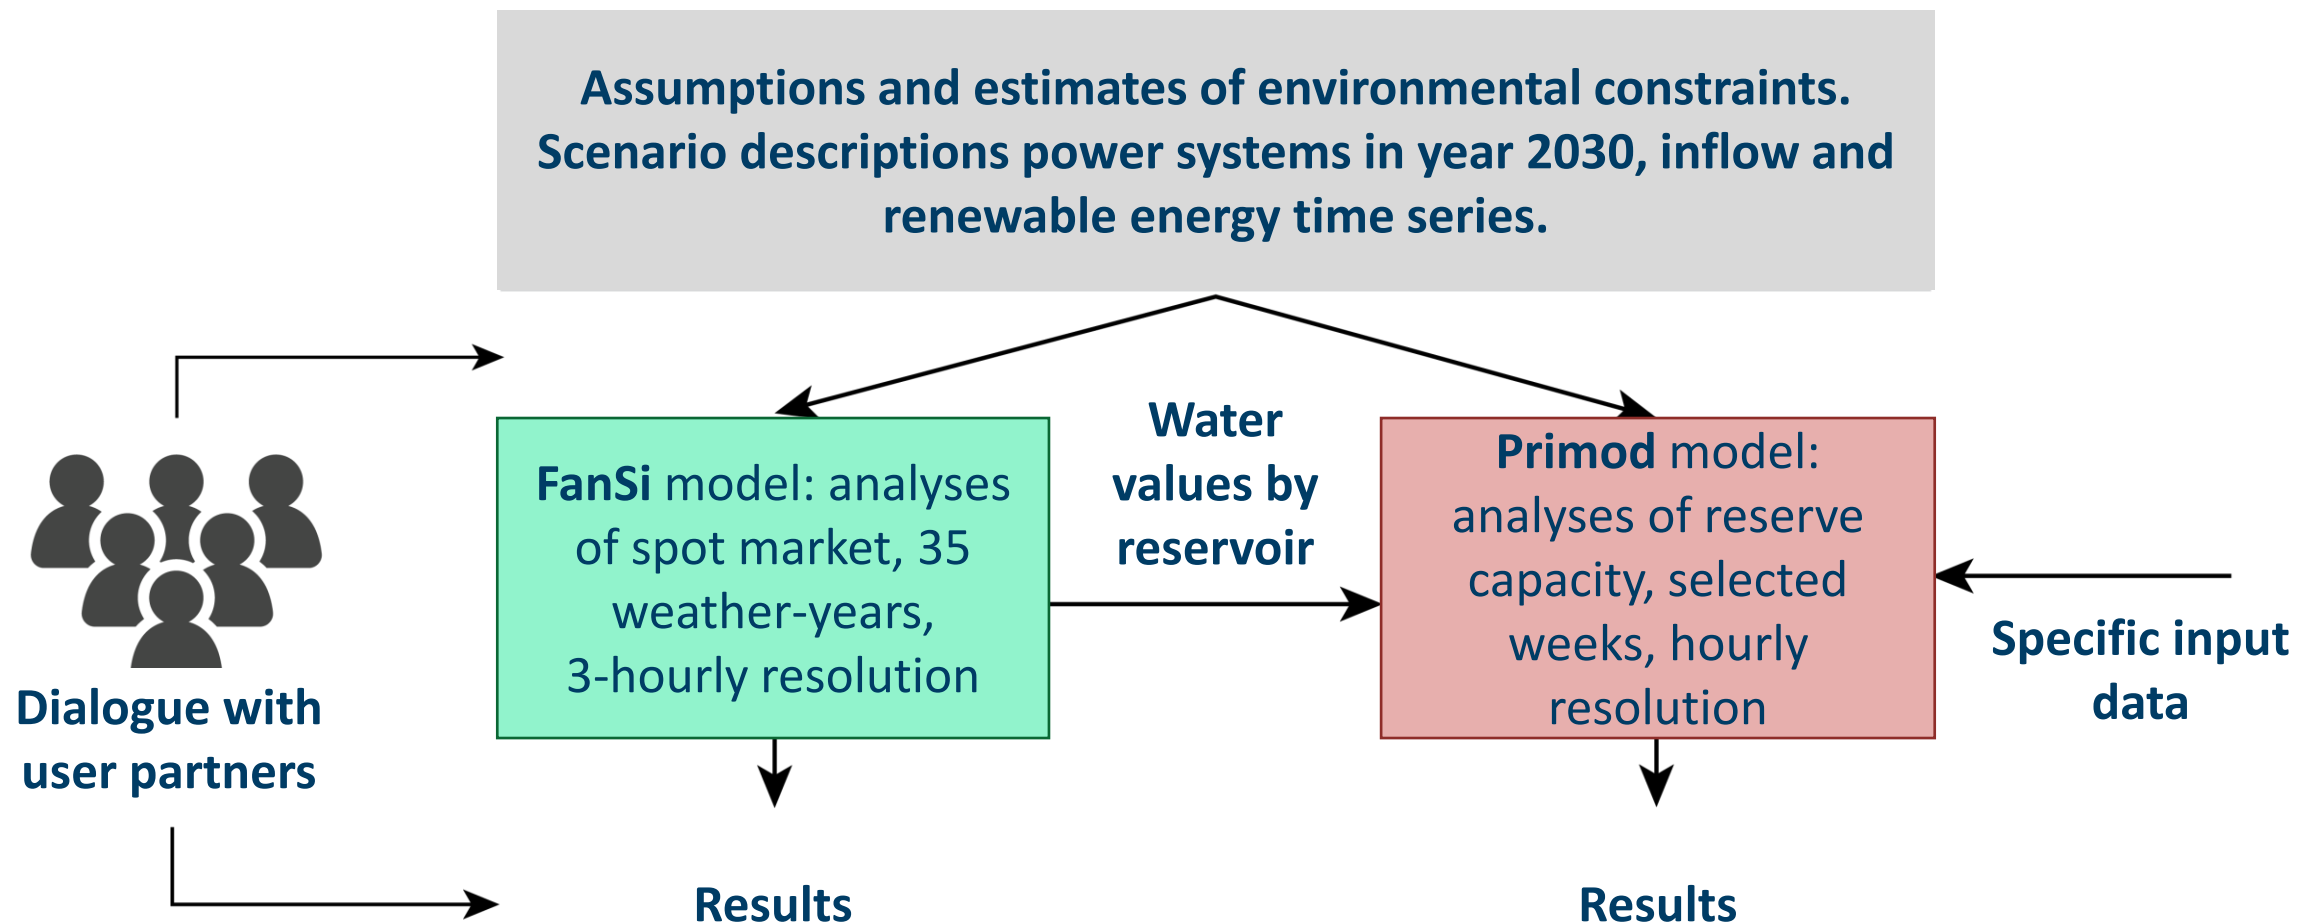 Assumptions and estimates of environmental constraints.
Scenario descriptions power systems in year 2030, inflow and
renewable energy time series.
Water
values by
reservoir
FanSi model: analyses
of spot market, 35
weather-years,
3-hourly resolution
Primod model:
analyses of reserve
capacity, selected
weeks, hourly
resolution
Specific input
data
Dialogue with
user partners
Results
Results